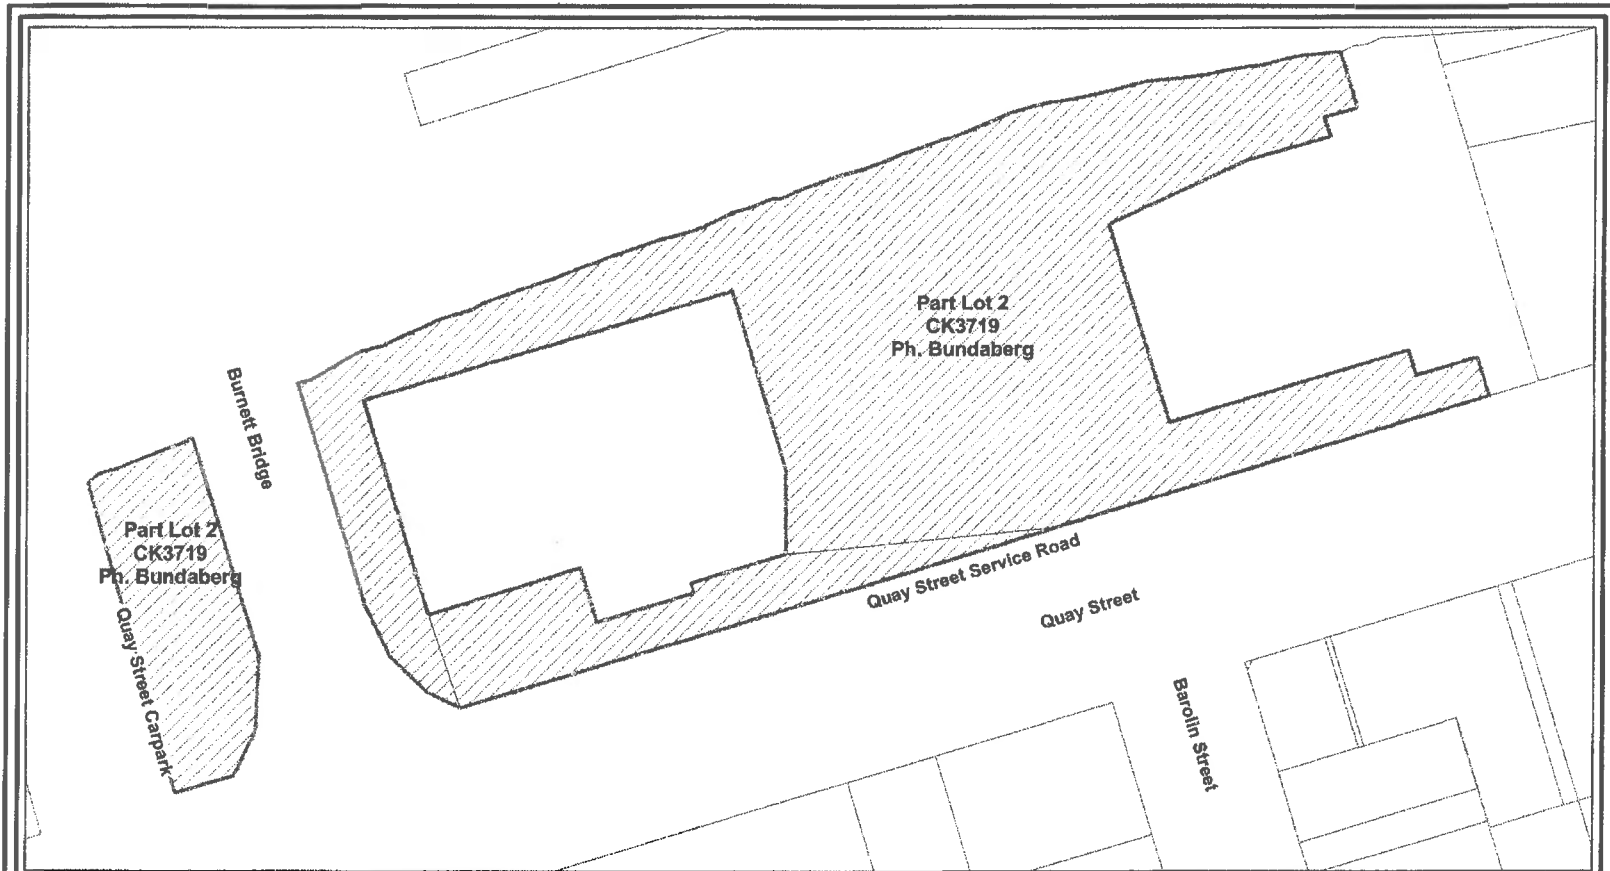 Part Lot 2
CK3719
Ph. Bundaberg
Burnett Bridge
Part Lot 2
CK3719
Ph. Bundaberg
Quay Street Carpark
Quay Street Service Road
Quay Street
Barolin Street